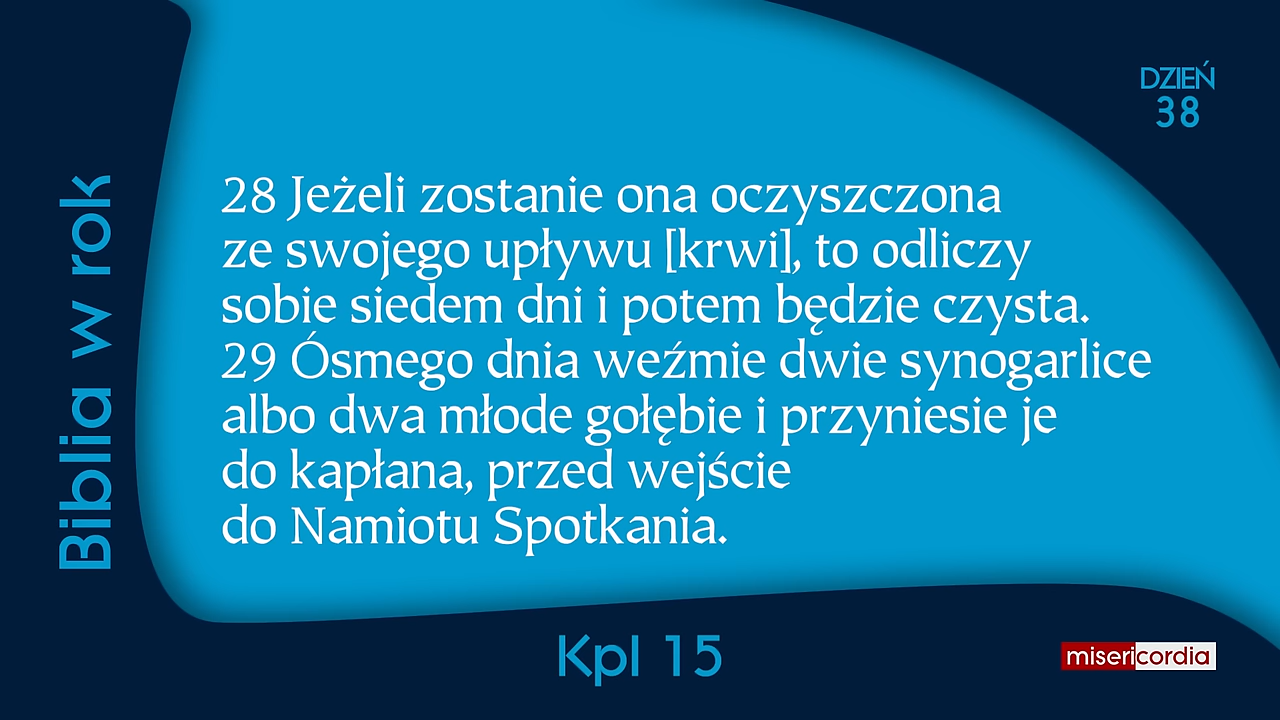 DZIEŃ
38
Biblia w rok
28 Jeżeli zostanie ona oczyszczona
ze swojego upływu [krwi], to odliczy
sobie siedem dni i potem będzie czysta.
29 Ósmego dnia weźmie dwie synogarlice
albo dwa młode gołębie i przyniesie je
do kapłana, przed wejście
do Namiotu Spotkania.
Kpl 15
misericordia